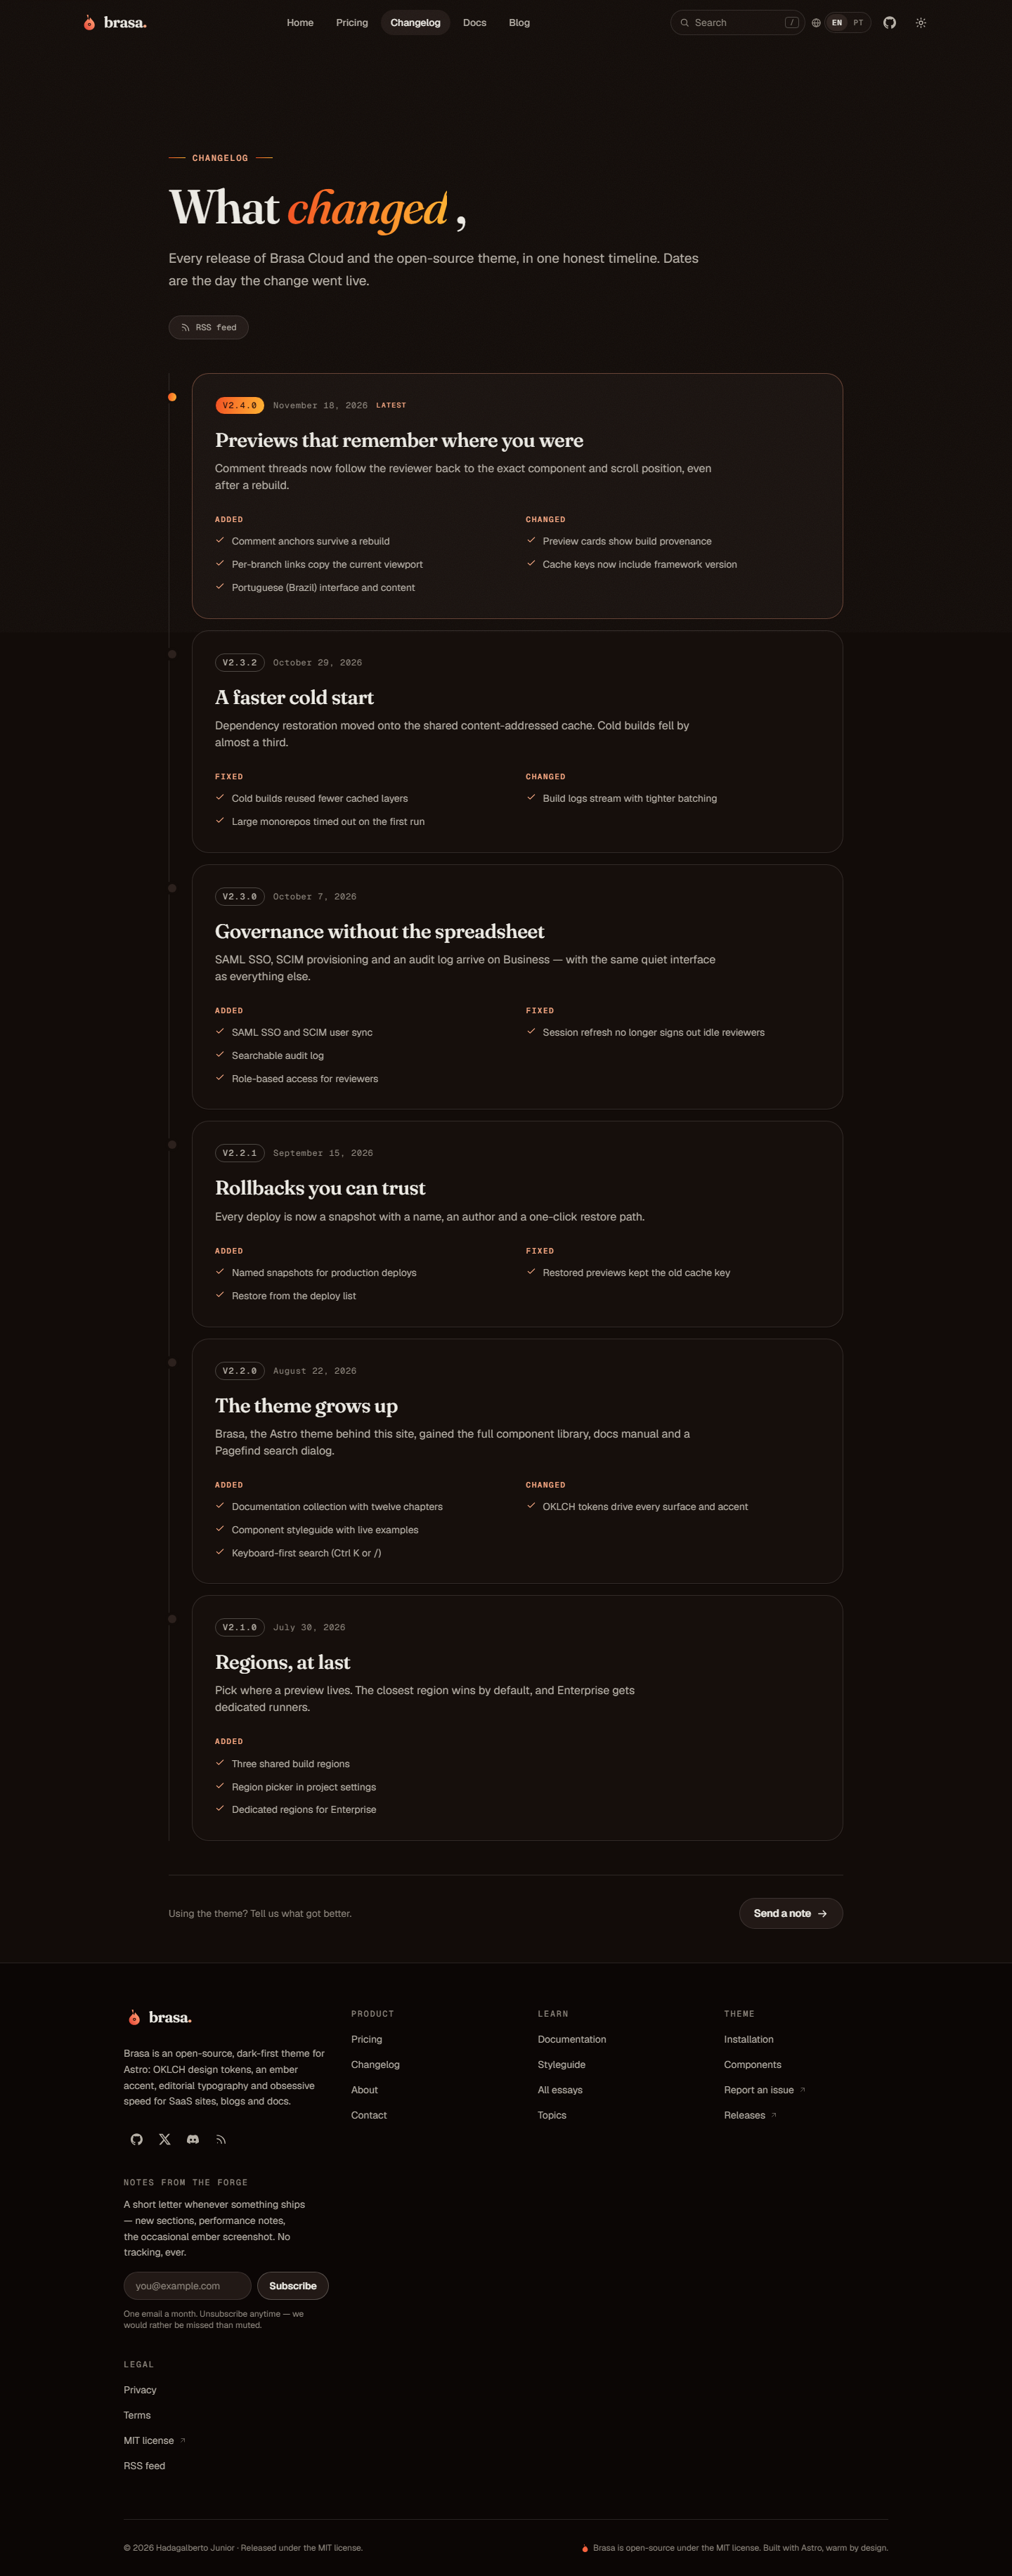 brasa.
Home
Pricing
Changelog
Docs
Blog
Search
/
EN
PT
CHANGELOG
What changed ,
Every release of Brasa Cloud and the open-source theme, in one honest timeline. Dates
are the day the change went live.
RSS feed
V2.4.0 November 18, 2026 LATEST
Previews that remember where you were
Comment threads now follow the reviewer back to the exact component and scroll position, even
after a rebuild.
ADDED
Comment anchors survive a rebuild
Per-branch links copy the current viewport
Portuguese (Brazil) interface and content
CHANGED
Preview cards show build provenance
Cache keys now include framework version
V2.3.2 October 29, 2026
A faster cold start
Dependency restoration moved onto the shared content-addressed cache. Cold builds fell by
almost a third.
FIXED
Cold builds reused fewer cached layers
Large monorepos timed out on the first run
CHANGED
Build logs stream with tighter batching
V2.3.0 October 7, 2026
Governance without the spreadsheet
SAML SSO, SCIM provisioning and an audit log arrive on Business — with the same quiet interface
as everything else.
ADDED
SAML SSO and SCIM user sync
Searchable audit log
Role-based access for reviewers
FIXED
Session refresh no longer signs out idle reviewers
V2.2.1 September 15, 2026
Rollbacks you can trust
Every deploy is now a snapshot with a name, an author and a one-click restore path.
ADDED
Named snapshots for production deploys
Restore from the deploy list
FIXED
Restored previews kept the old cache key
V2.2.0 August 22, 2026
The theme grows up
Brasa, the Astro theme behind this site, gained the full component library, docs manual and a
Pagefind search dialog.
ADDED
Documentation collection with twelve chapters
Component styleguide with live examples
Keyboard-first search (Ctrl K or /)
CHANGED
OKLCH tokens drive every surface and accent
V2.1.0 July 30, 2026
Regions, at last
Pick where a preview lives. The closest region wins by default, and Enterprise gets
dedicated runners.
ADDED
Three shared build regions
Region picker in project settings
Dedicated regions for Enterprise
Using the theme? Tell us what got better.
Send a note →
brasa.
Brasa is an open-source, dark-first theme for
Astro: OKLCH design tokens, an ember
accent, editorial typography and obsessive
speed for SaaS sites, blogs and docs.
PRODUCT
Pricing
Changelog
About
Contact
LEARN
Documentation
Styleguide
All essays
Topics
THEME
Installation
Components
Report an issue ↗
Releases ↗
NOTES FROM THE FORGE
A short letter whenever something ships
— new sections, performance notes,
the occasional ember screenshot. No
tracking, ever.
you@example.com
Subscribe
One email a month. Unsubscribe anytime — we
would rather be missed than muted.
LEGAL
Privacy
Terms
MIT license ↗
RSS feed
© 2026 Hadagalberto Junior · Released under the MIT license.
Brasa is open-source under the MIT license. Built with Astro, warm by design.